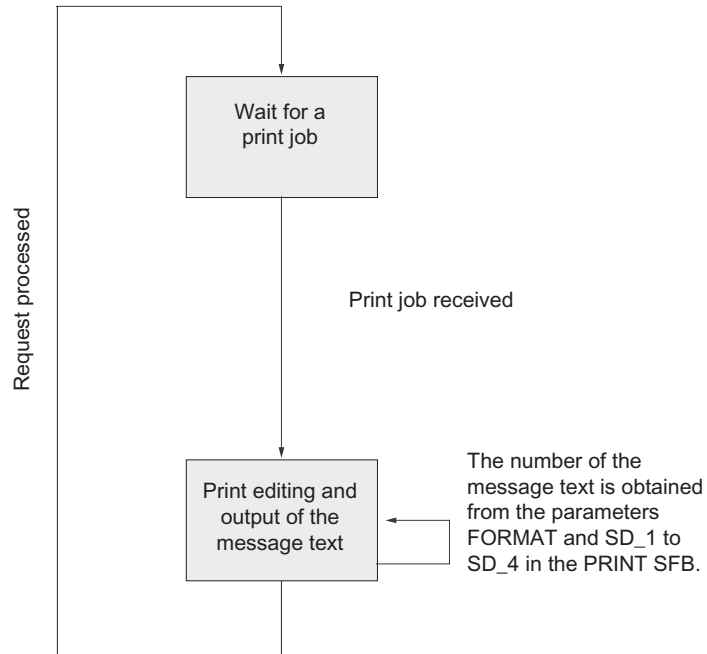 Wait for a
print job
Request processed
Print job received
Print editing and
output of the
message text
The number of the
message text is obtained
from the parameters
FORMAT and SD_1 to
SD_4 in the PRINT SFB.